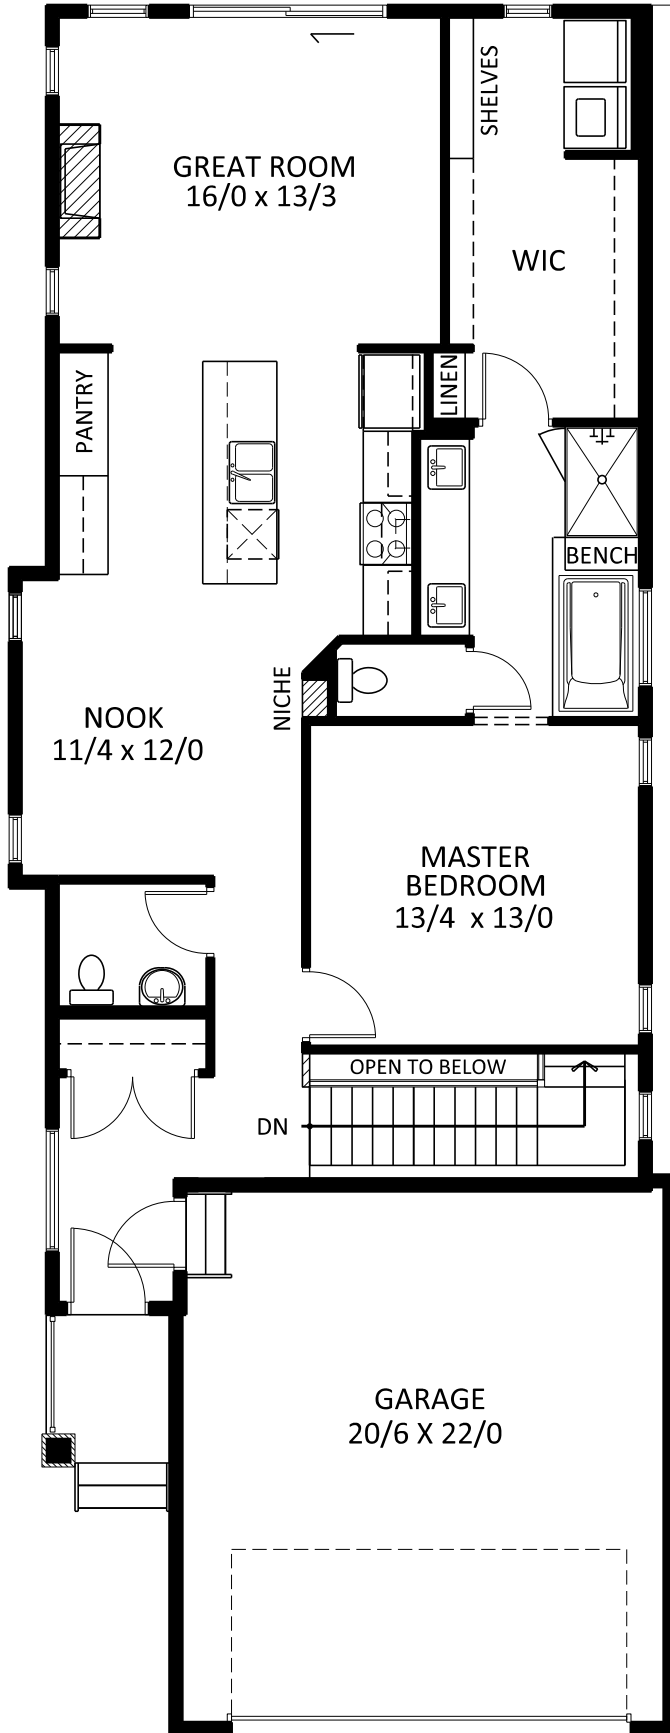 SHELVES
GREAT ROOM
16/0 x 13/3
WIC
PANTRY
LINEN
BENCH
NICHE
NOOK
11/4 x 12/0
MASTER
BEDROOM
13/4 x 13/0
OPEN TO BELOW
DN
GARAGE
20/6 X 22/0